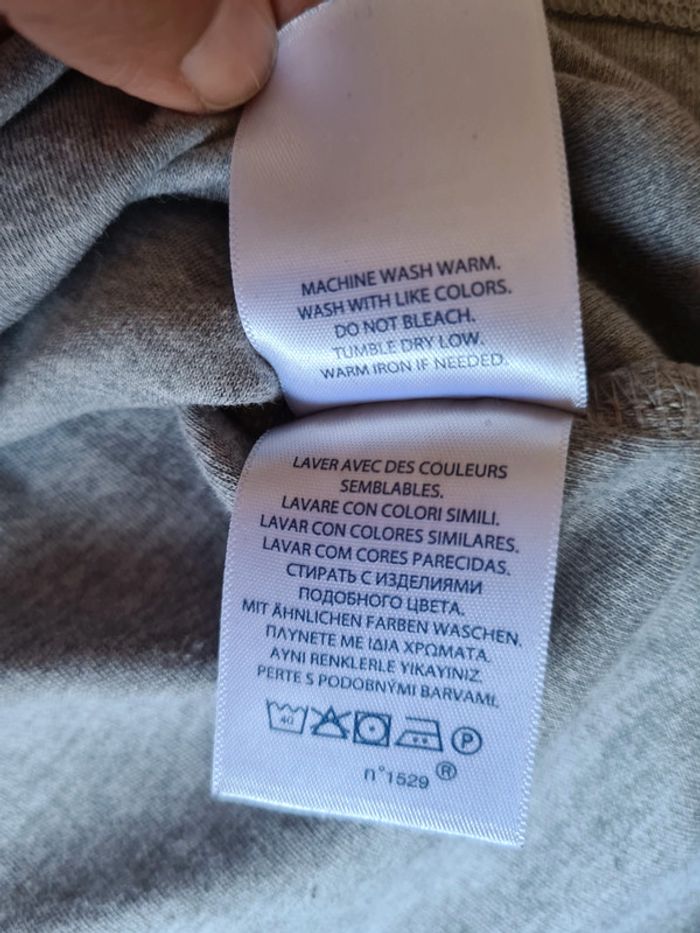 MACHINE WASH WARM.
WASH WITH LIKE COLORS.
DO NOT BLEACH.
TUMBLE DRY LOW.
WARM IRON IF NEEDED.
LAVER AVEC DES COULEURS
SEMBLABLES.
LAVARE CON COLORI SIMILI.
LAVAR CON COLORES SIMILARES.
LAVAR COM CORES PARECIDAS.
СТИРАТЬ С ИЗДЕЛИЯМИ
ПОДОБНОГО ЦВЕТА.
MIT ÄHNLICHEN FARBEN WASCHEN.
ΠΛΥΝΕΤΕ ΜΕ ΙΔΙΑ ΧΡΩΜΑΤΑ.
AYNI RENKLERLE YIKAYINIZ.
PERTE S PODOBNÝMI BARVAMI.
40 P
n°1529 ®